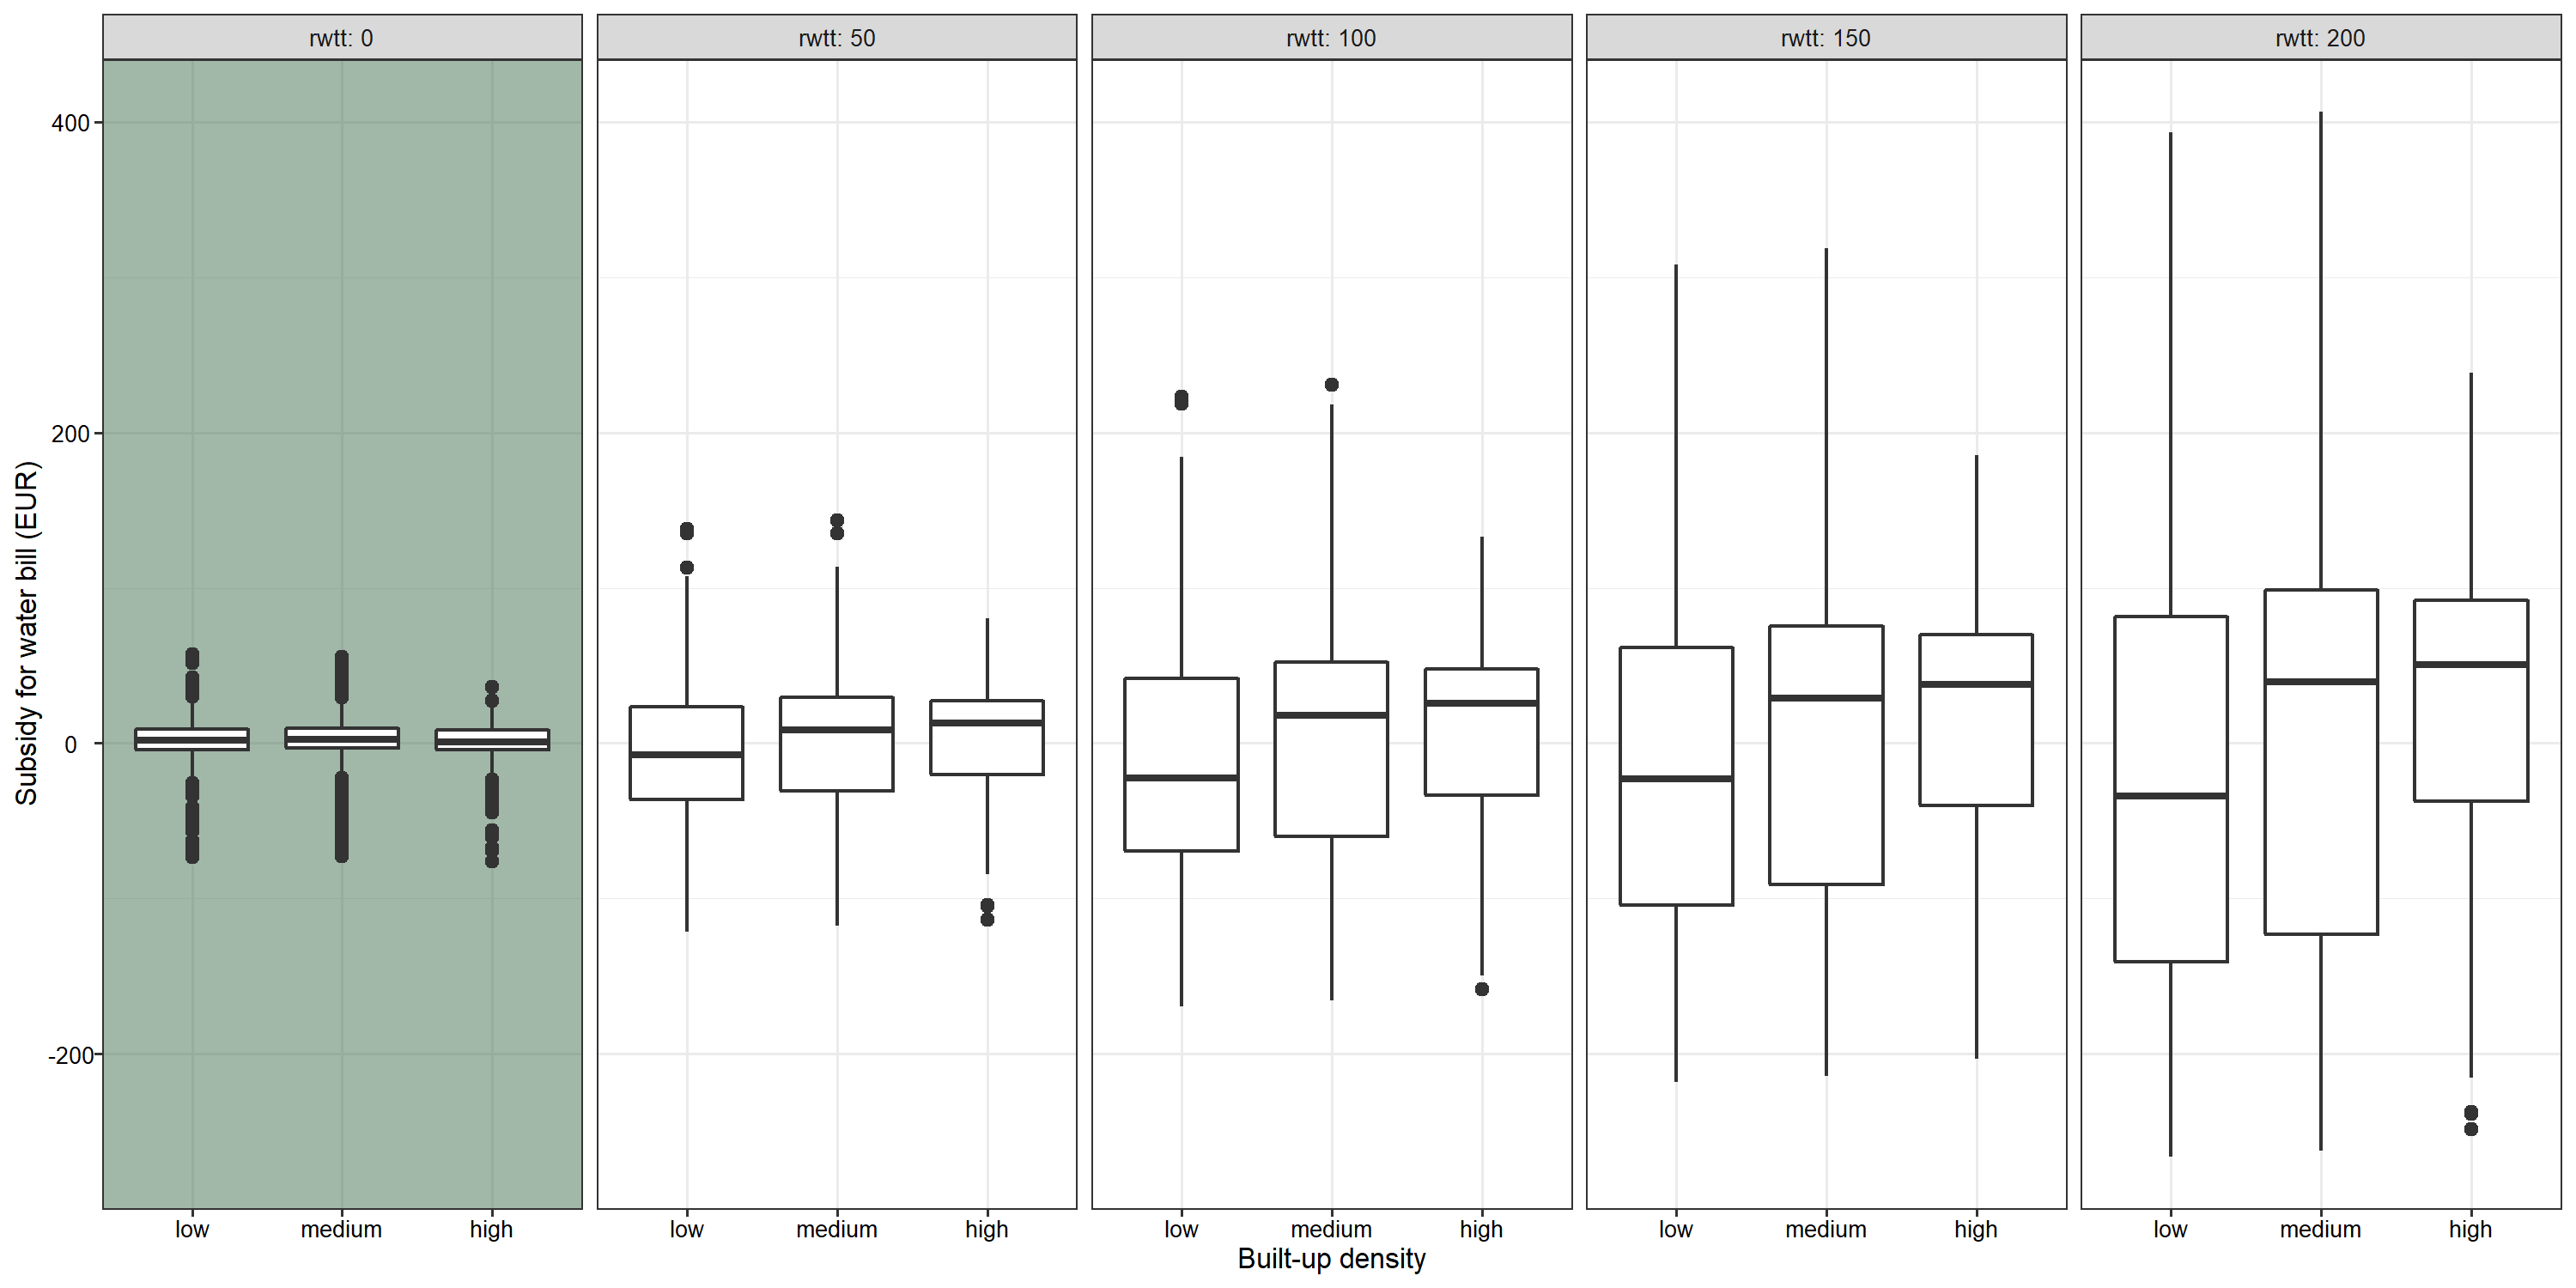 rwtt: 0
rwtt: 50
rwtt: 100
rwtt: 150
rwtt: 200
Subsidy for water bill (EUR)
400
200
0
-200
low medium high
low medium high
low medium high
low medium high
low medium high
Built-up density